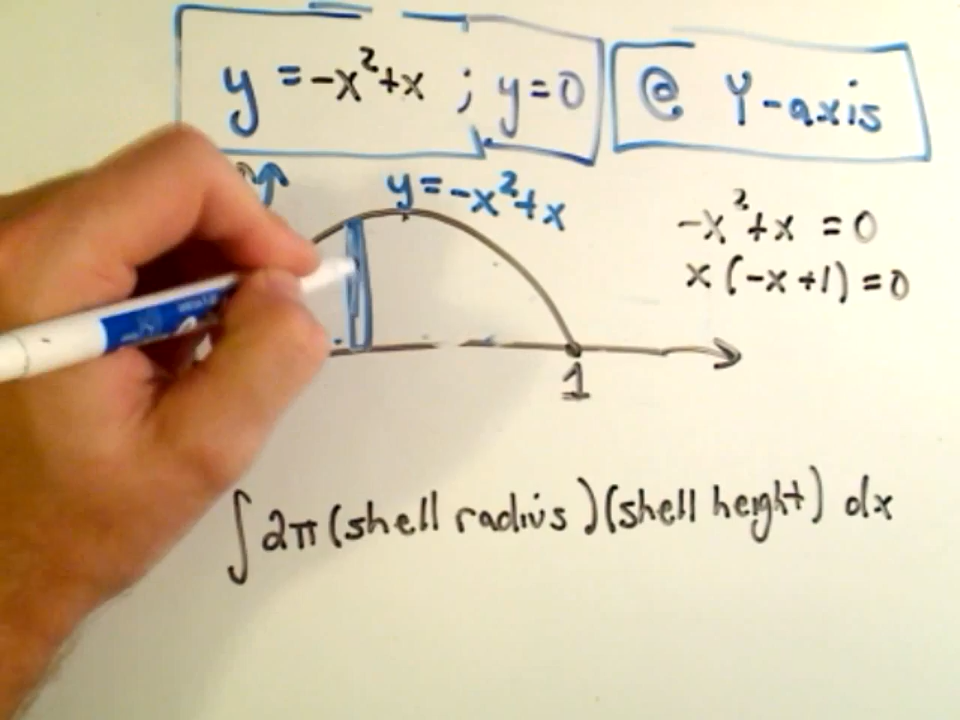 y = -x²+x ; y=0 @ Y-axis
y = -x²+x
-x²+x = 0
x(-x+1)=0
1
∫2π(shell radius)(shell height) dx